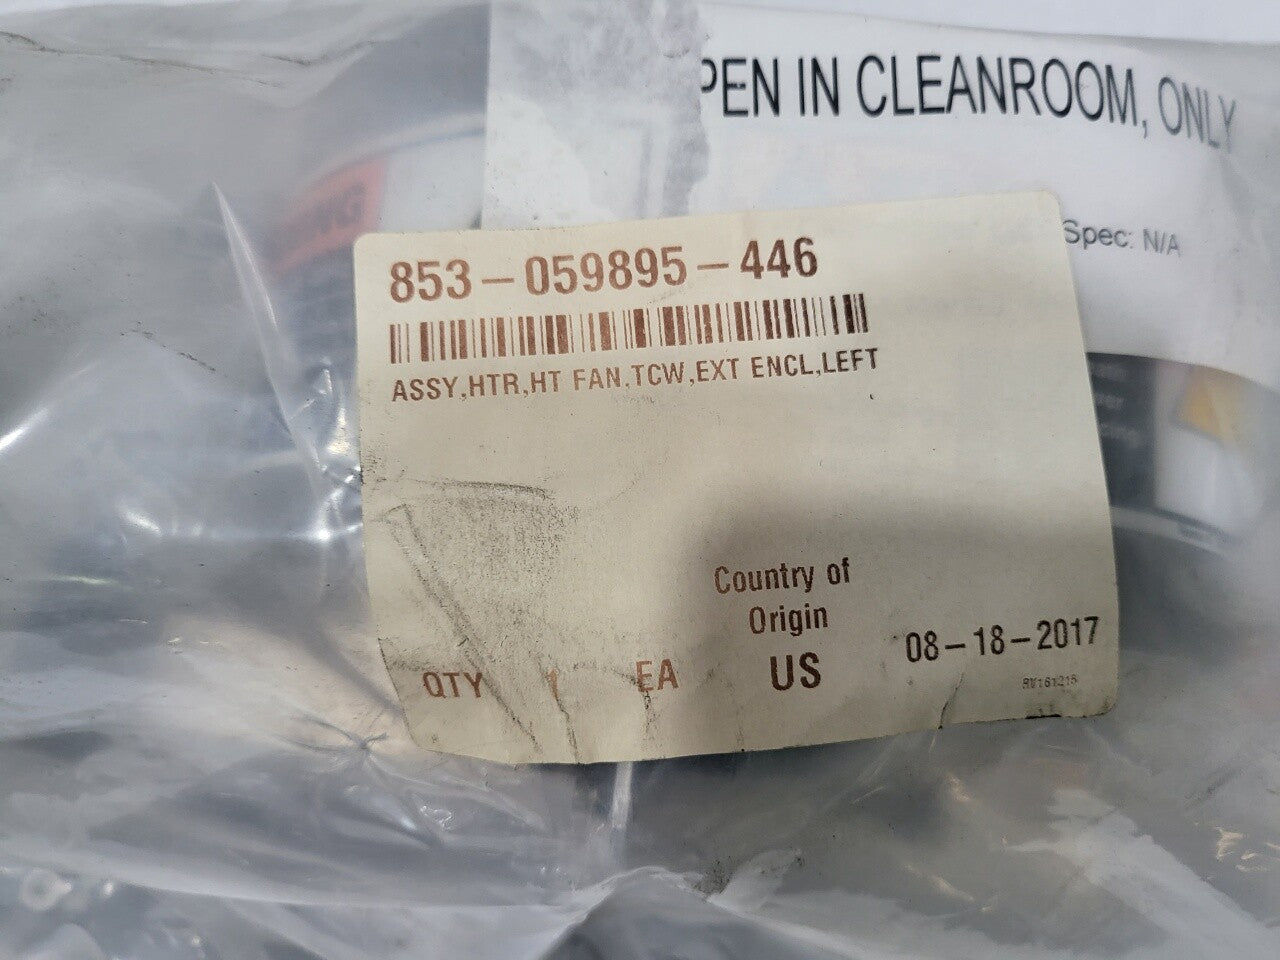 PEN IN CLEANROOM, ONLY
Spec: N/A
853-059895-446
ASSY,HTR,HT FAN,TCW,EXT ENCL,LEFT
Country of
Origin
QTY 1 EA US 08-18-2017